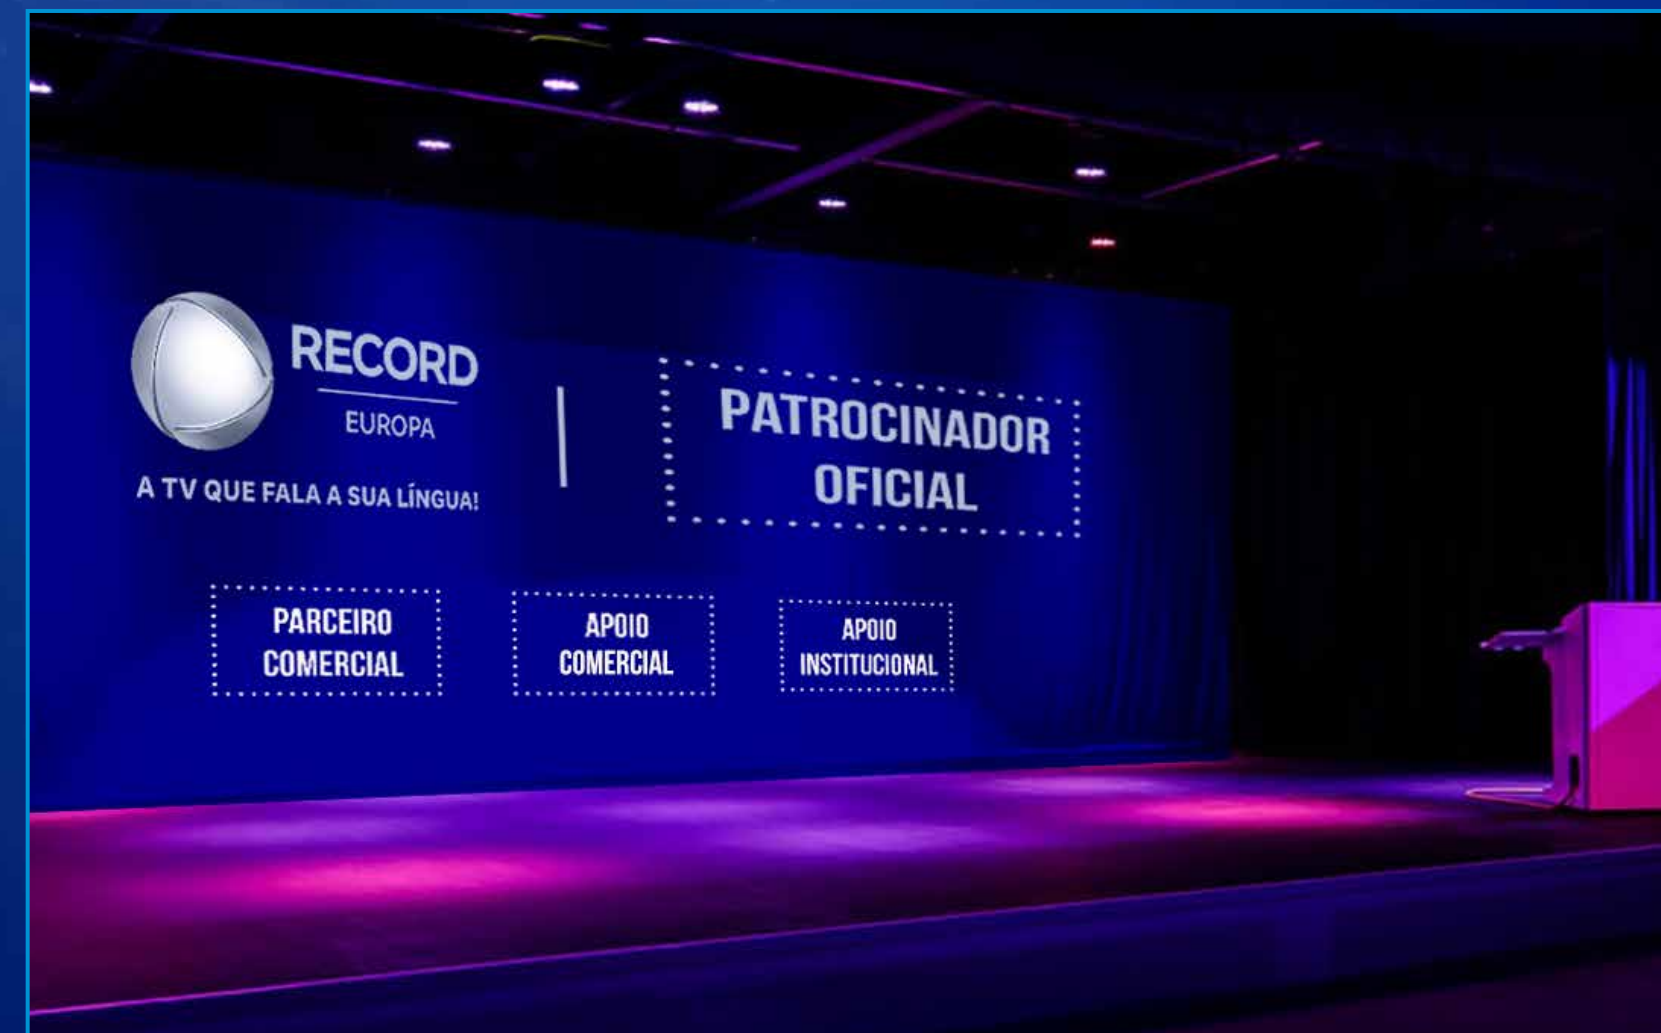 RECORD
EUROPA
A TV QUE FALA A SUA LÍNGUA!
PATROCINADOR
OFICIAL
PARCEIRO
COMERCIAL
APOIO
COMERCIAL
APOIO
INSTITUCIONAL